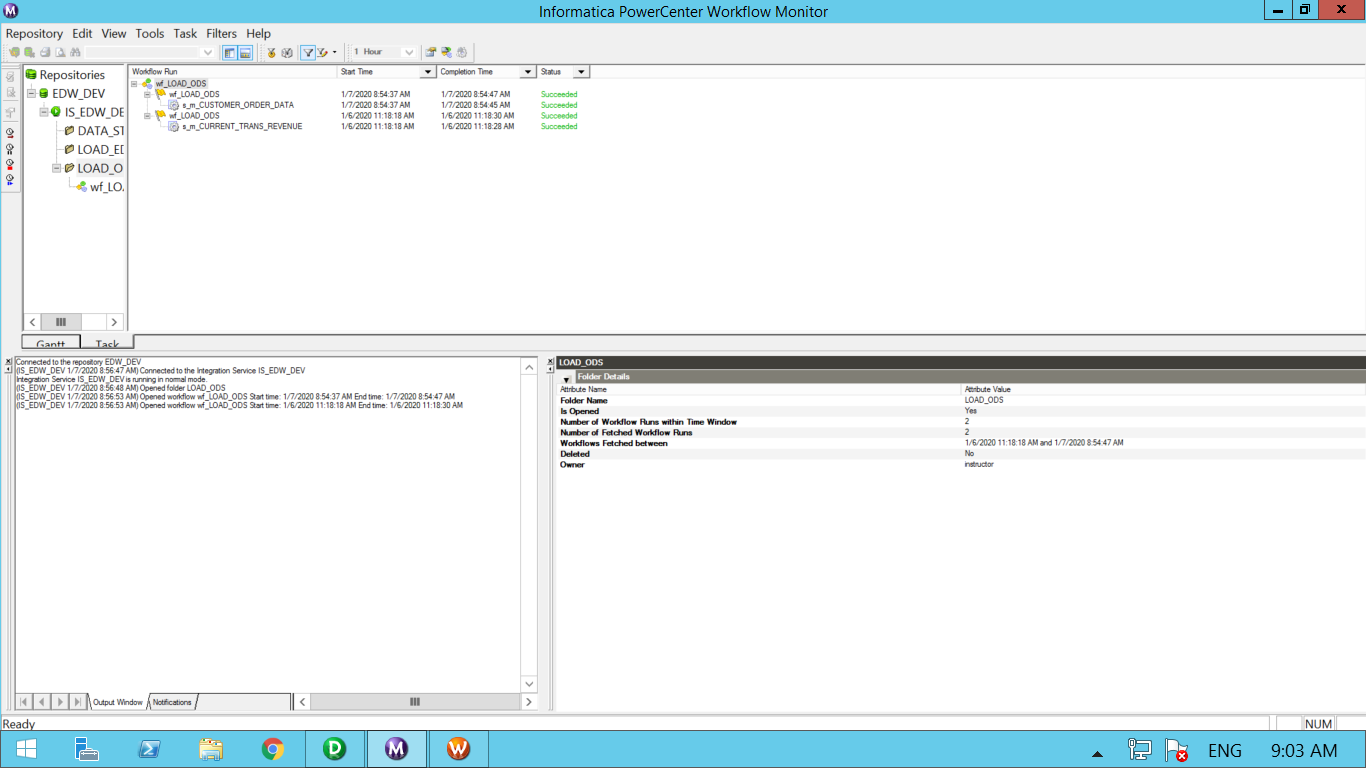 Informatica PowerCenter Workflow Monitor
Repository Edit View Tools Task Filters Help
1 Hour
Repositories
EDW_DEV
IS_EDW_DE
DATA_ST
LOAD_ED
LOAD_O
wf_LO
Workflow Run Start Time Completion Time Status
wf_LOAD_ODS
wf_LOAD_ODS 1/7/2020 8:54:37 AM 1/7/2020 8:54:47 AM Succeeded
s_m_CUSTOMER_ORDER_DATA 1/7/2020 8:54:37 AM 1/7/2020 8:54:45 AM Succeeded
wf_LOAD_ODS 1/6/2020 11:18:18 AM 1/6/2020 11:18:30 AM Succeeded
s_m_CURRENT_TRANS_REVENUE 1/6/2020 11:18:18 AM 1/6/2020 11:18:28 AM Succeeded
Gantt Task
Connected to the repository EDW_DEV
(IS_EDW_DEV 1/7/2020 8:56:47 AM) Connected to the Integration Service IS_EDW_DEV
Integration Service IS_EDW_DEV is running in normal mode.
(IS_EDW_DEV 1/7/2020 8:56:48 AM) Opened folder LOAD_ODS
(IS_EDW_DEV 1/7/2020 8:56:53 AM) Opened workflow wf_LOAD_ODS Start time: 1/7/2020 8:54:37 AM End time: 1/7/2020 8:54:47 AM
(IS_EDW_DEV 1/7/2020 8:56:53 AM) Opened workflow wf_LOAD_ODS Start time: 1/6/2020 11:18:18 AM End time: 1/6/2020 11:18:30 AM
Output Window Notifications
LOAD_ODS
Folder Details
Attribute Name Attribute Value
Folder Name LOAD_ODS
Is Opened Yes
Number of Workflow Runs within Time Window 2
Number of Fetched Workflow Runs 2
Workflows Fetched between 1/6/2020 11:18:18 AM and 1/7/2020 8:54:47 AM
Deleted No
Owner instructor
Ready NUM
D M W ENG 9:03 AM